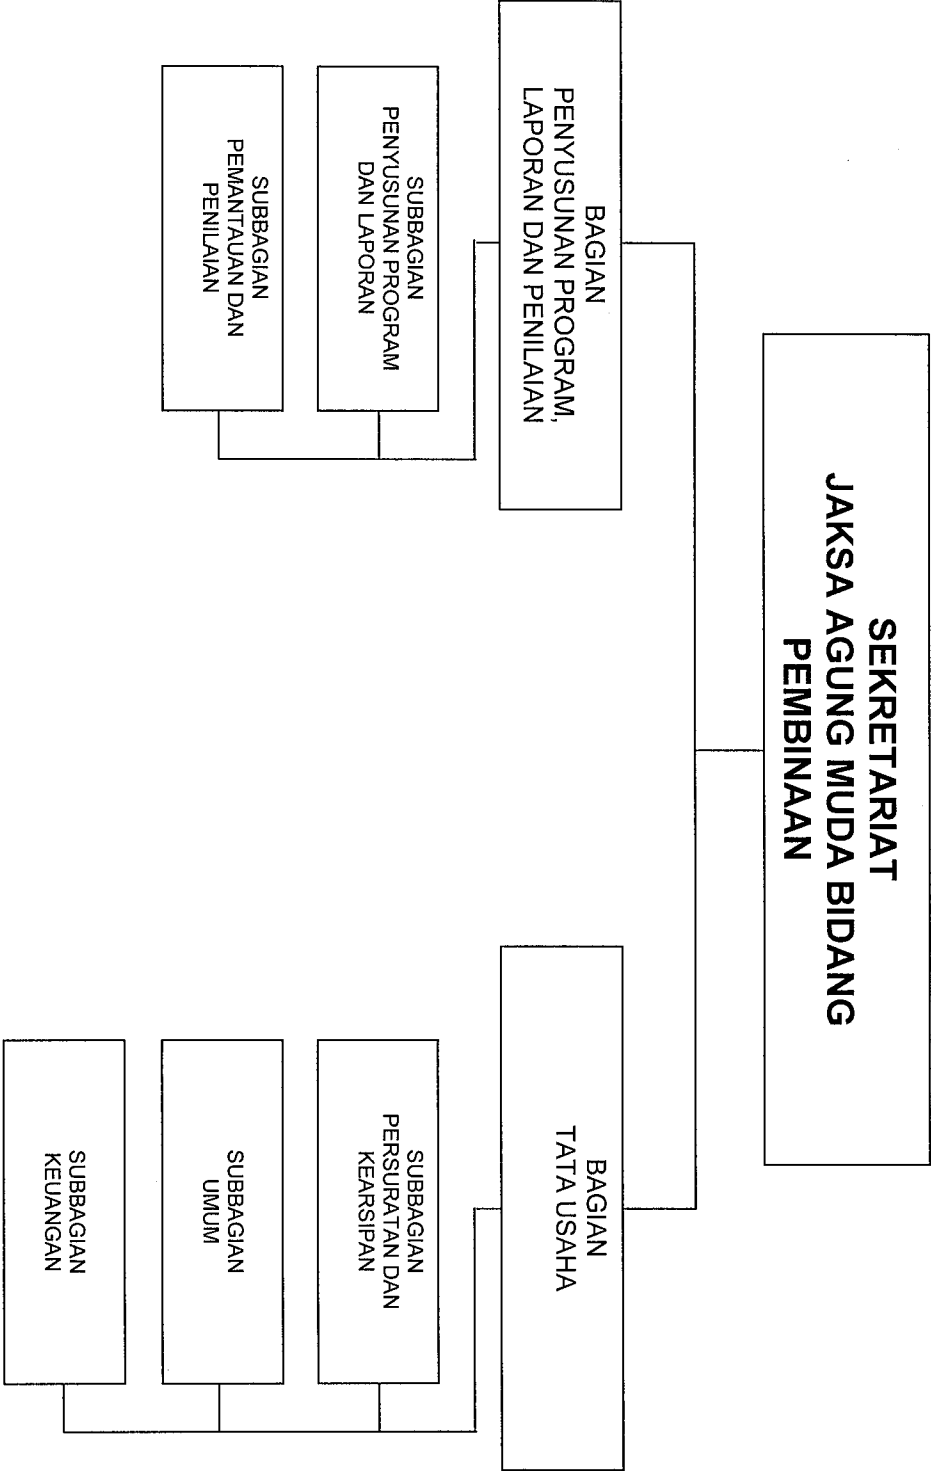 SEKRETARIAT
JAKSA AGUNG MUDA BIDANG
PEMBINAAN
BAGIAN
PENYUSUNAN PROGRAM,
LAPORAN DAN PENILAIAN
SUBBAGIAN
PENYUSUNAN PROGRAM
DAN LAPORAN
SUBBAGIAN
PEMANTAUAN DAN
PENILAIAN
BAGIAN
TATA USAHA
SUBBAGIAN
PERSURATAN DAN
KEARSIPAN
SUBBAGIAN
UMUM
SUBBAGIAN
KEUANGAN